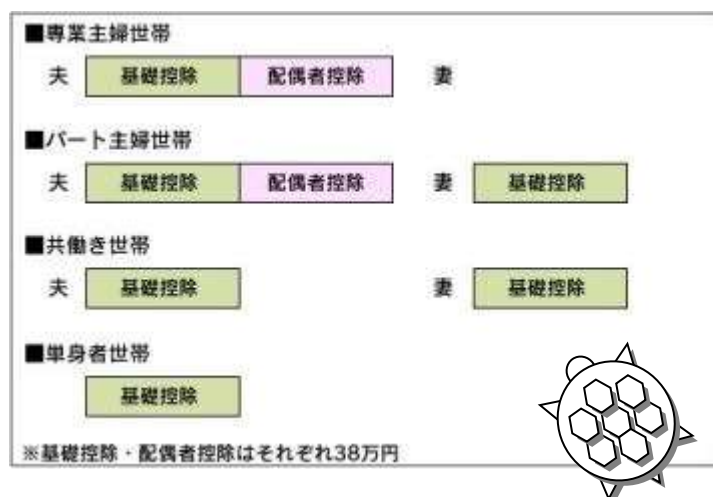 ■専業主婦世帯
夫 基礎控除 配偶者控除 妻
■パート主婦世帯
夫 基礎控除 配偶者控除 妻 基礎控除
■共働き世帯
夫 基礎控除 妻 基礎控除
■単身者世帯
基礎控除
※基礎控除・配偶者控除はそれぞれ38万円